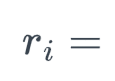 r_i =